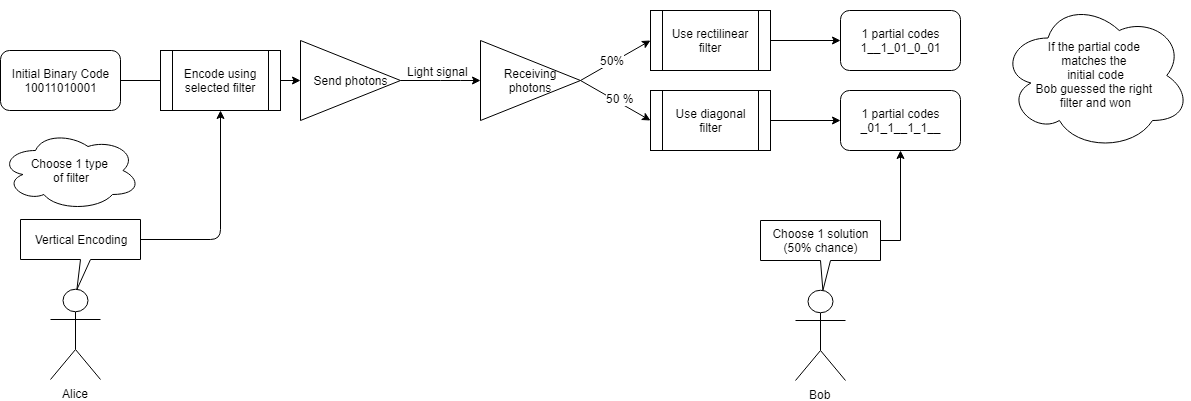 Initial Binary Code
10011010001
Encode using
selected filter
Send photons
Light signal
Receiving
photons
50%
50 %
Use rectilinear
filter
1 partial codes
1__1_01_0_01
Use diagonal
filter
1 partial codes
_01_1__1_1__
If the partial code
matches the
initial code
Bob guessed the right
filter and won
Choose 1 type
of filter
Vertical Encoding
Alice
Choose 1 solution
(50% chance)
Bob